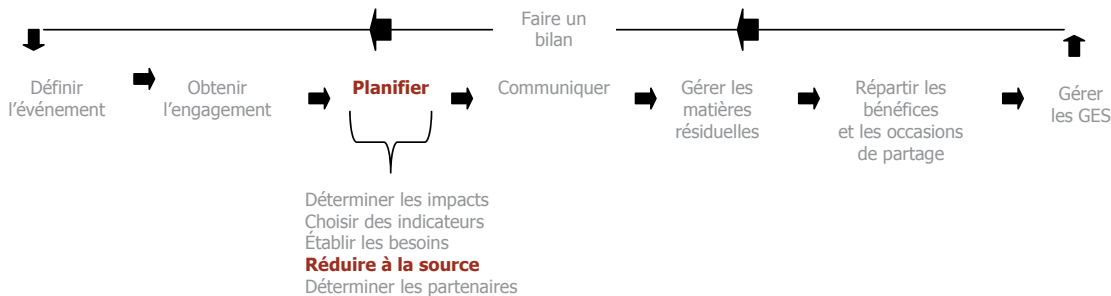 Faire un
bilan
Définir
l'événement
Obtenir
l'engagement
Planifier
Communiquer
Gérer les
matières
résiduelles
Répartir les
bénéfices
et les occasions
de partage
Gérer
les GES
Déterminer les impacts
Choisir des indicateurs
Établir les besoins
Réduire à la source
Déterminer les partenaires